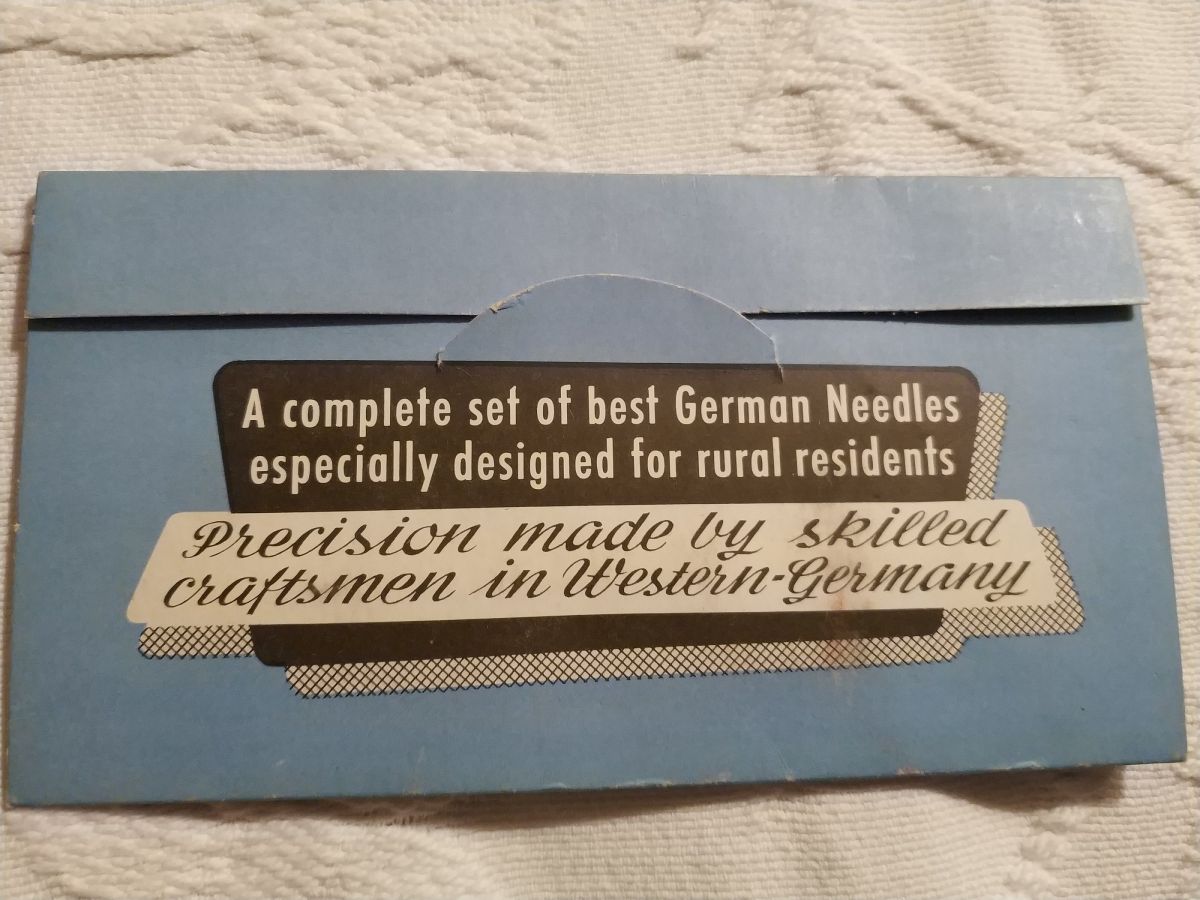 A complete set of best German Needles
especially designed for rural residents
Precision made by skilled
craftsmen in Western-Germany